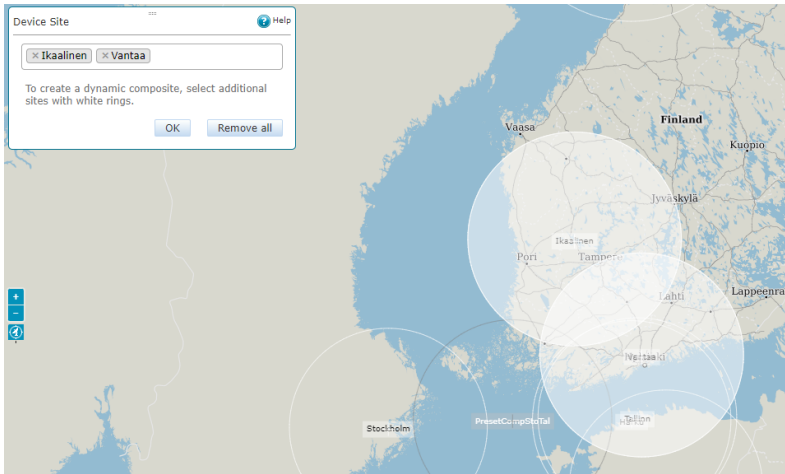 Device Site
Help
× Ikaalinen × Vantaa
To create a dynamic composite, select additional
sites with white rings.
OK Remove all
Finland
Vaasa
Kuopio
Jyväskylä
Ikaalinen
Pori
Tampere
Lappeenra
Lahti
PresetCompStoTal
Stockholm
Tallinn